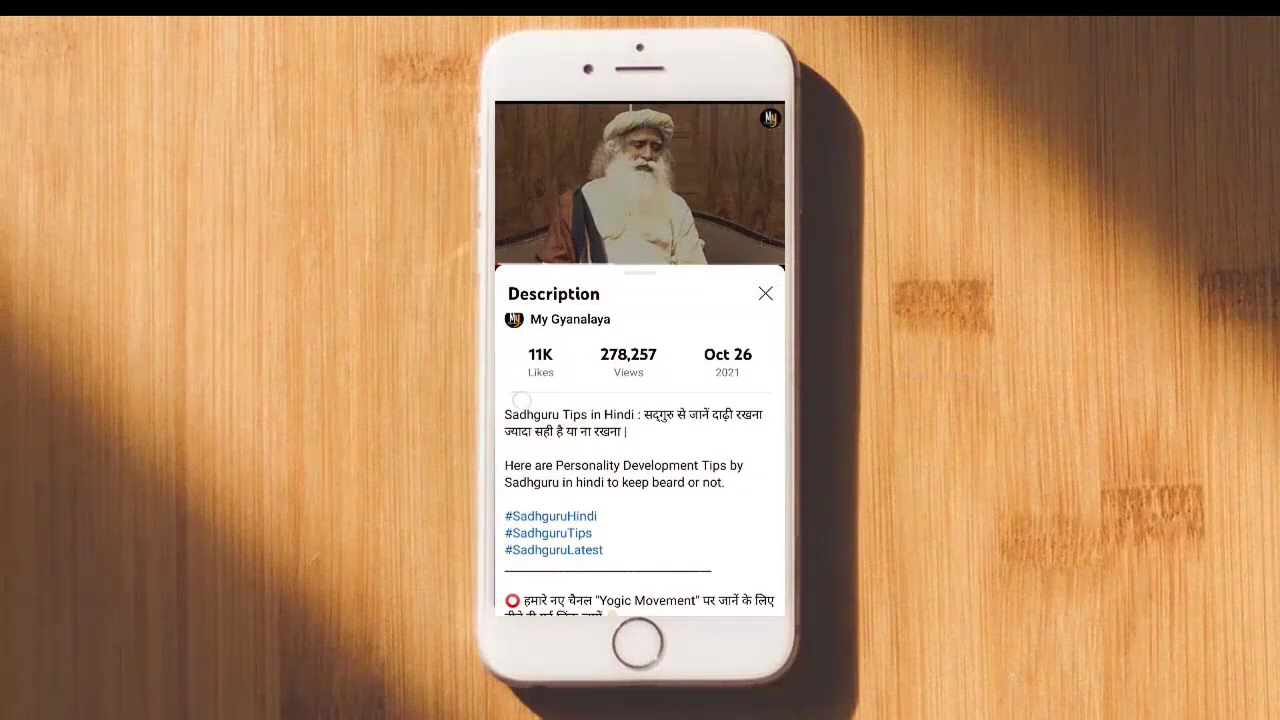 My
Description
My My Gyanalaya
11K 278,257 Oct 26
Likes Views 2021
Sadhguru Tips in Hindi : सद्गुरु से जानें दाढ़ी रखना
ज्यादा सही है या ना रखना |
Here are Personality Development Tips by
Sadhguru in hindi to keep beard or not.
#SadhguruHindi
#SadhguruTips
#SadhguruLatest
⭕ हमारे नए चैनल "Yogic Movement" पर जानें के लिए